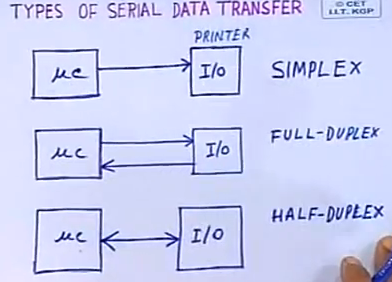 TYPES OF SERIAL DATA TRANSFER
© CET
I.I.T. KGP
PRINTER
μc I/O SIMPLEX
μc I/O FULL-DUPLEX
μc I/O HALF-DUPLEX